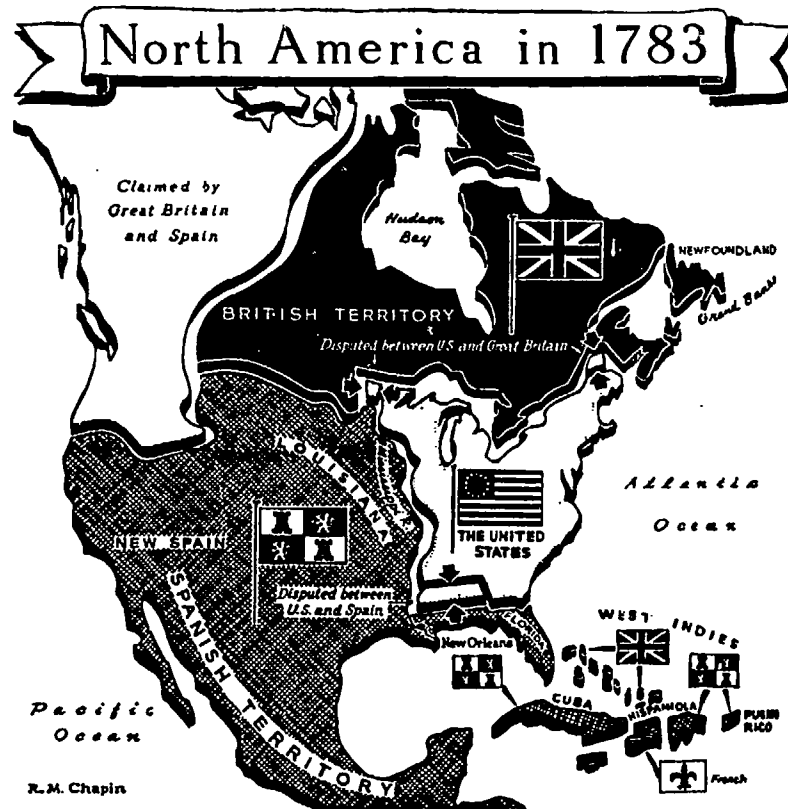 North America in 1783
Claimed by
Great Britain
and Spain
Hudson
Bay
NEWFOUNDLAND
Grand Banks
BRITISH TERRITORY
Disputed between U.S. and Great Britain
LOUISIANA
Atlantic
Ocean
THE UNITED
STATES
NEW SPAIN
Disputed between
U.S. and Spain
SPANISH TERRITORY
FLORIDA
New Orleans
WEST INDIES
CUBA
HISPANIOLA
RICO
French
Pacific
Ocean
R.M. Chapin